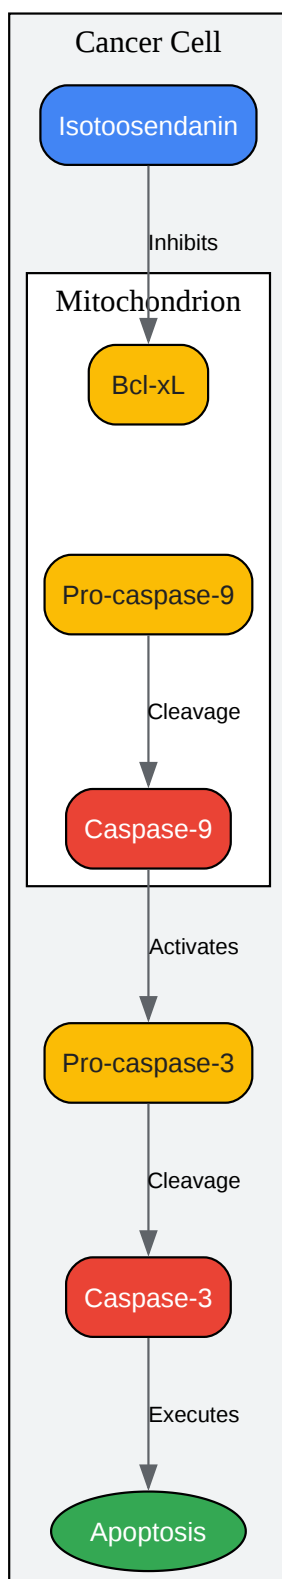 Cancer Cell
Isotoosendanin
Inhibits
Mitochondrion
Bcl-xL
Pro-caspase-9
Cleavage
Caspase-9
Activates
Pro-caspase-3
Cleavage
Caspase-3
Executes
Apoptosis